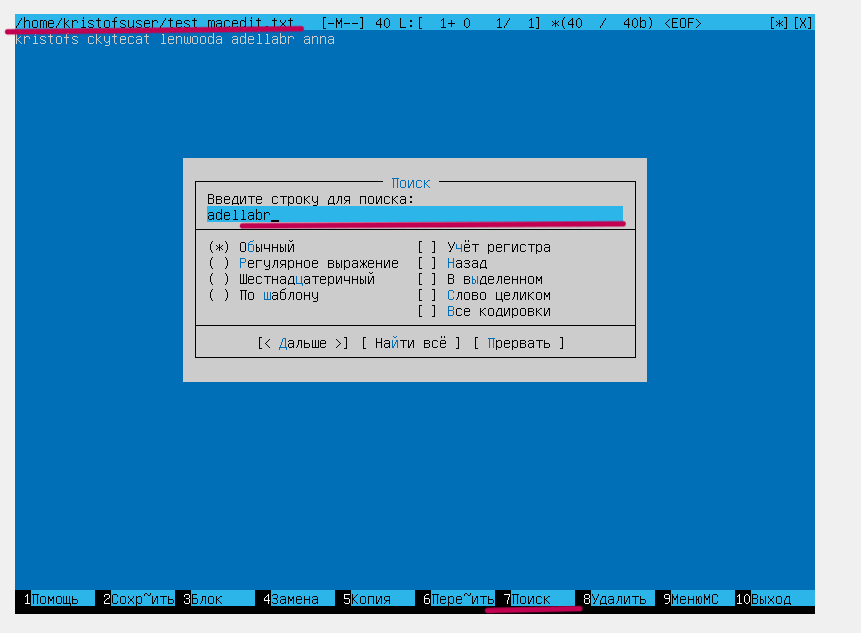 /home/kristofsuser/test_macedit.txt [-M--] 40 L:[ 1+ 0 1/ 1] *(40 / 40b) <EOF> [*][X]
kristofs ckytecat lenwooda adellabr anna
Поиск
Введите строку для поиска:
adellabr_
(*) Обычный [ ] Учёт регистра
( ) Регулярное выражение [ ] Назад
( ) Шестнадцатеричный [ ] В выделенном
( ) По шаблону [ ] Слово целиком
[ ] Все кодировки
[< Дальше >] [ Найти всё ] [ Прервать ]
1Помощь 2Сохр~ить 3Блок 4Замена 5Копия 6Пере~ить 7Поиск 8Удалить 9МенюMC 10Выход